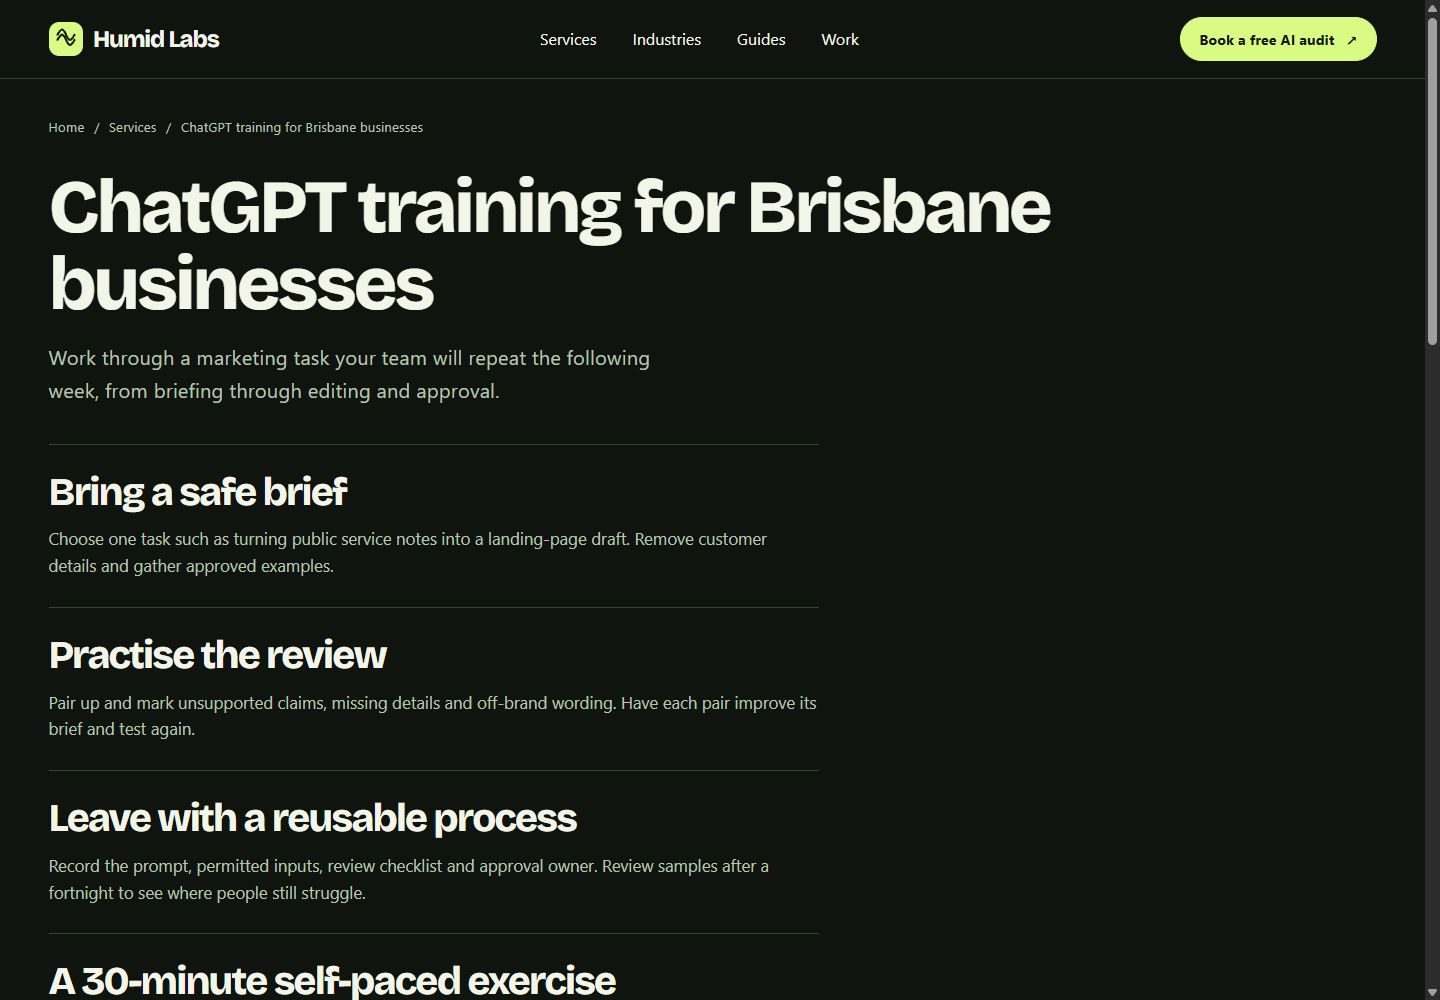 Humid Labs
Services
Industries
Guides
Work
Book a free AI audit ↗
Home / Services / ChatGPT training for Brisbane businesses
ChatGPT training for Brisbane
businesses
Work through a marketing task your team will repeat the following
week, from briefing through editing and approval.
Bring a safe brief
Choose one task such as turning public service notes into a landing-page draft. Remove customer
details and gather approved examples.
Practise the review
Pair up and mark unsupported claims, missing details and off-brand wording. Have each pair improve its
brief and test again.
Leave with a reusable process
Record the prompt, permitted inputs, review checklist and approval owner. Review samples after a
fortnight to see where people still struggle.
A 30-minute self-paced exercise